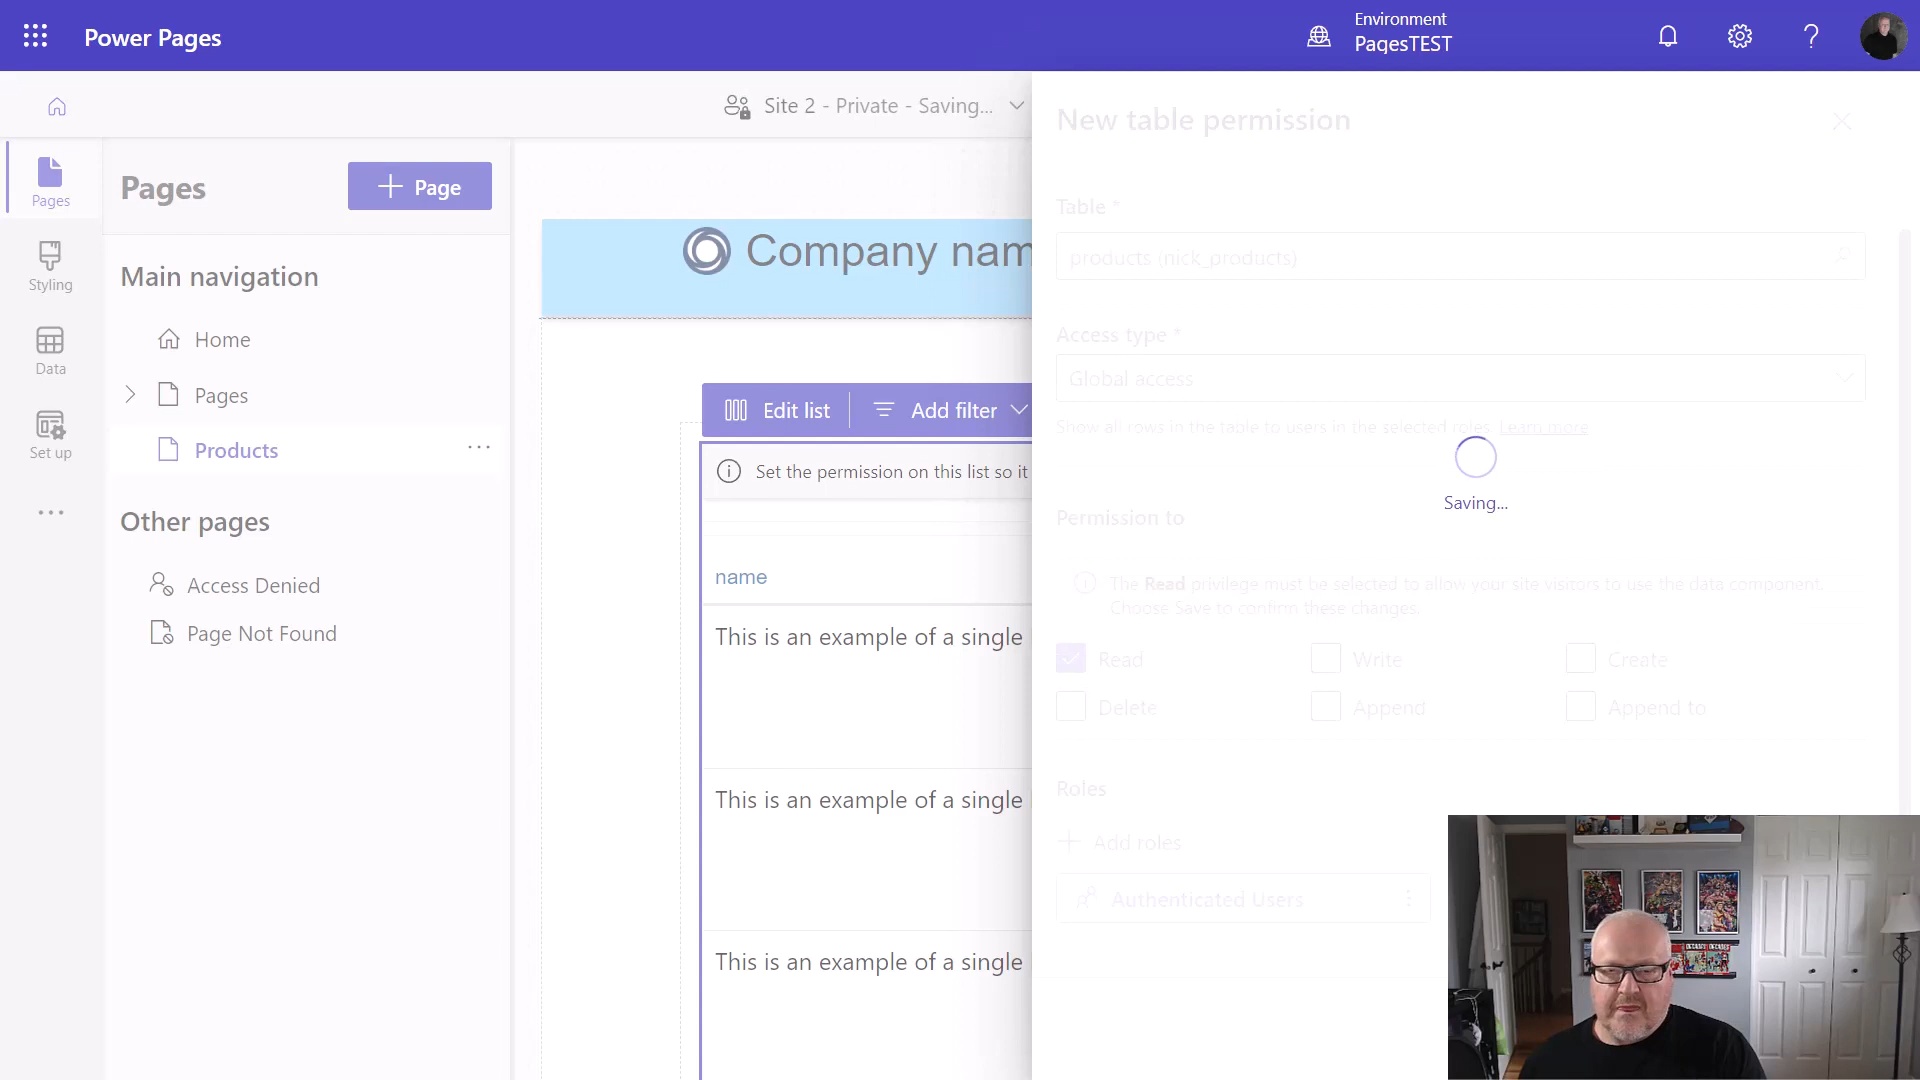 Power Pages
Environment
PagesTEST
Site 2 - Private - Saving...
Pages
Styling
Data
Set up
Pages
Page
Main navigation
Home
Pages
Products
Other pages
Access Denied
Page Not Found
Company nam
Edit list
Add filter
Set the permission on this list so it
name
This is an example of a single
This is an example of a single
This is an example of a single
New table permission
Table *
products (nick_products)
Access type *
Global access
Show all rows in the table to users in the selected roles. Learn more
Saving...
Permission to
The Read privilege must be selected to allow your site visitors to use the data component.
Choose Save to confirm these changes.
Read
Write
Create
Delete
Append
Append to
Roles
Add roles
Authenticated Users